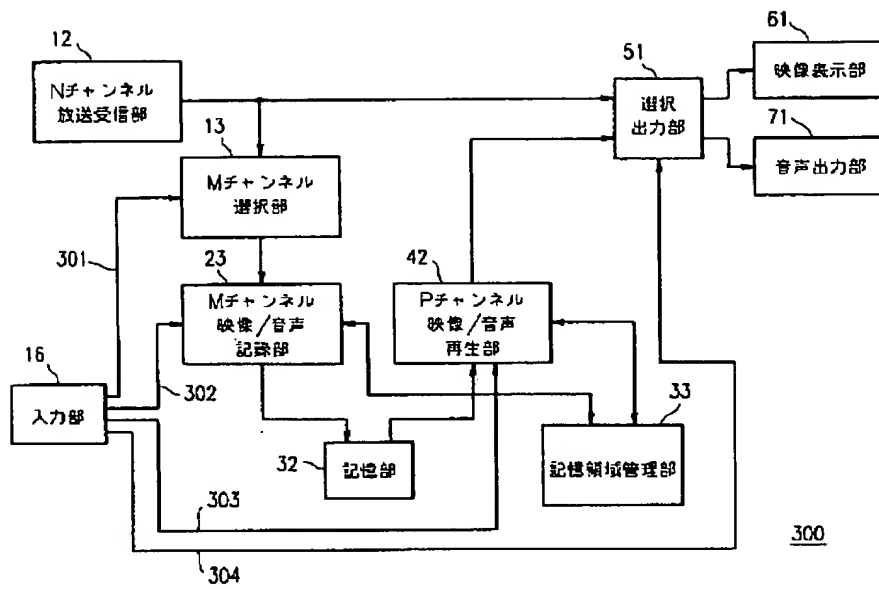 61
12
51
映像表示部
Nチャンネル
放送受信部
選択
出力部
13
71
音声出力部
Mチャンネル
選択部
301
23
42
Mチャンネル
映像/音声
記録部
Pチャンネル
映像/音声
再生部
16
302
入力部
33
32
記憶部
記憶領域管理部
303
304
300